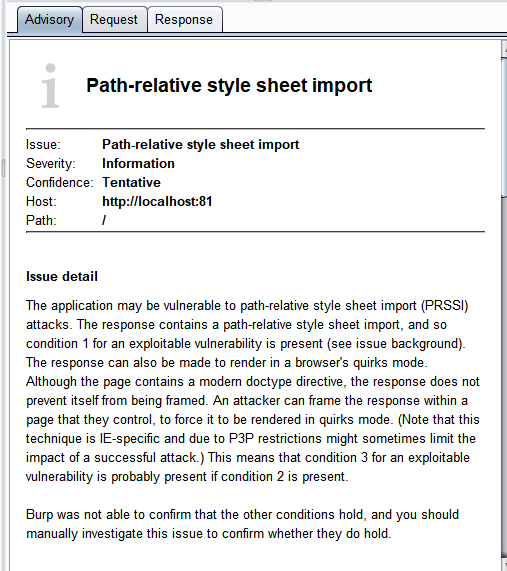 Advisory Request Response
Path-relative style sheet import
Issue: Path-relative style sheet import
Severity: Information
Confidence: Tentative
Host: http://localhost:81
Path: /
Issue detail
The application may be vulnerable to path-relative style sheet import (PRSSI)
attacks. The response contains a path-relative style sheet import, and so
condition 1 for an exploitable vulnerability is present (see issue background).
The response can also be made to render in a browser's quirks mode.
Although the page contains a modern doctype directive, the response does not
prevent itself from being framed. An attacker can frame the response within a
page that they control, to force it to be rendered in quirks mode. (Note that this
technique is IE-specific and due to P3P restrictions might sometimes limit the
impact of a successful attack.) This means that condition 3 for an exploitable
vulnerability is probably present if condition 2 is present.
Burp was not able to confirm that the other conditions hold, and you should
manually investigate this issue to confirm whether they do hold.